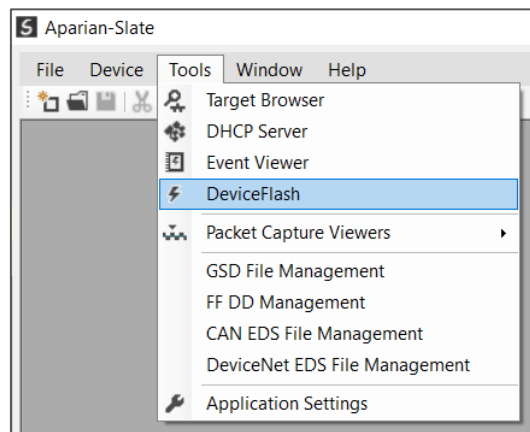 S Aparian-Slate
File Device Tools Window Help
Target Browser
DHCP Server
Event Viewer
DeviceFlash
Packet Capture Viewers
GSD File Management
FF DD Management
CAN EDS File Management
DeviceNet EDS File Management
Application Settings